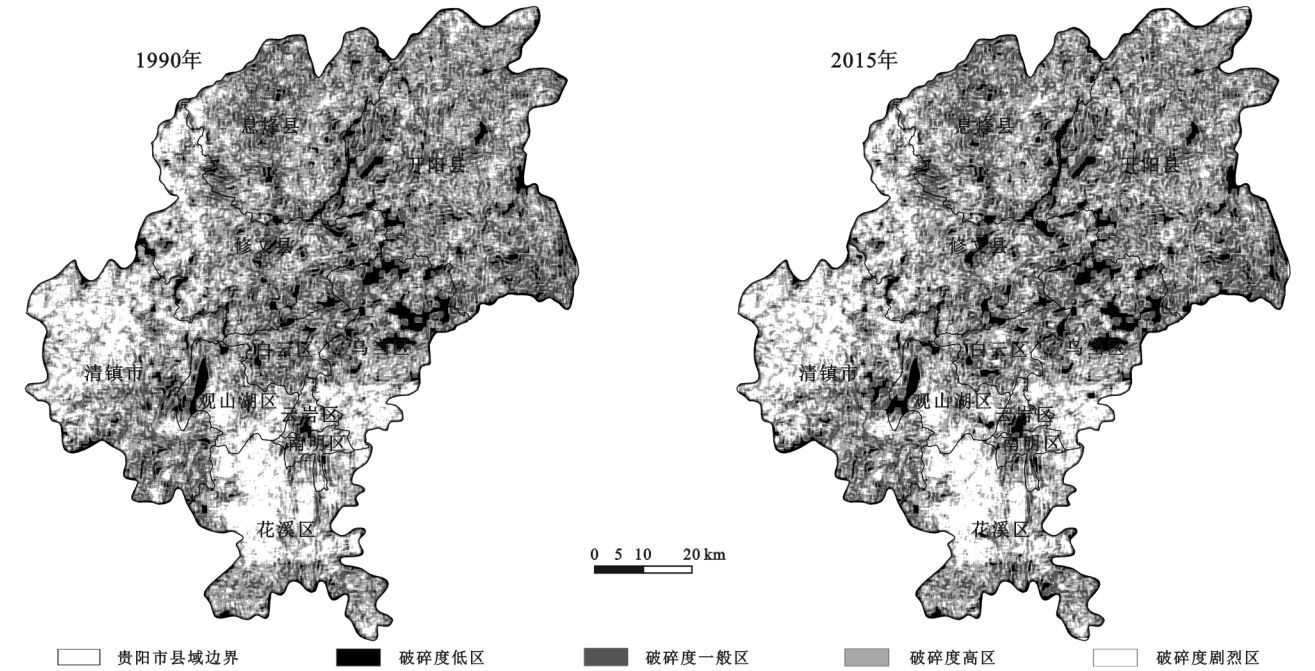 1990年
息烽县
开阳县
修文县
白云区
乌当区
清镇市
观山湖区
云岩区
南明区
花溪区
2015年
息烽县
开阳县
修文县
白云区
乌当区
清镇市
观山湖区
云岩区
南明区
花溪区
0 5 10 20 km
贵阳市县域边界 破碎度低区 破碎度一般区 破碎度高区 破碎度剧烈区